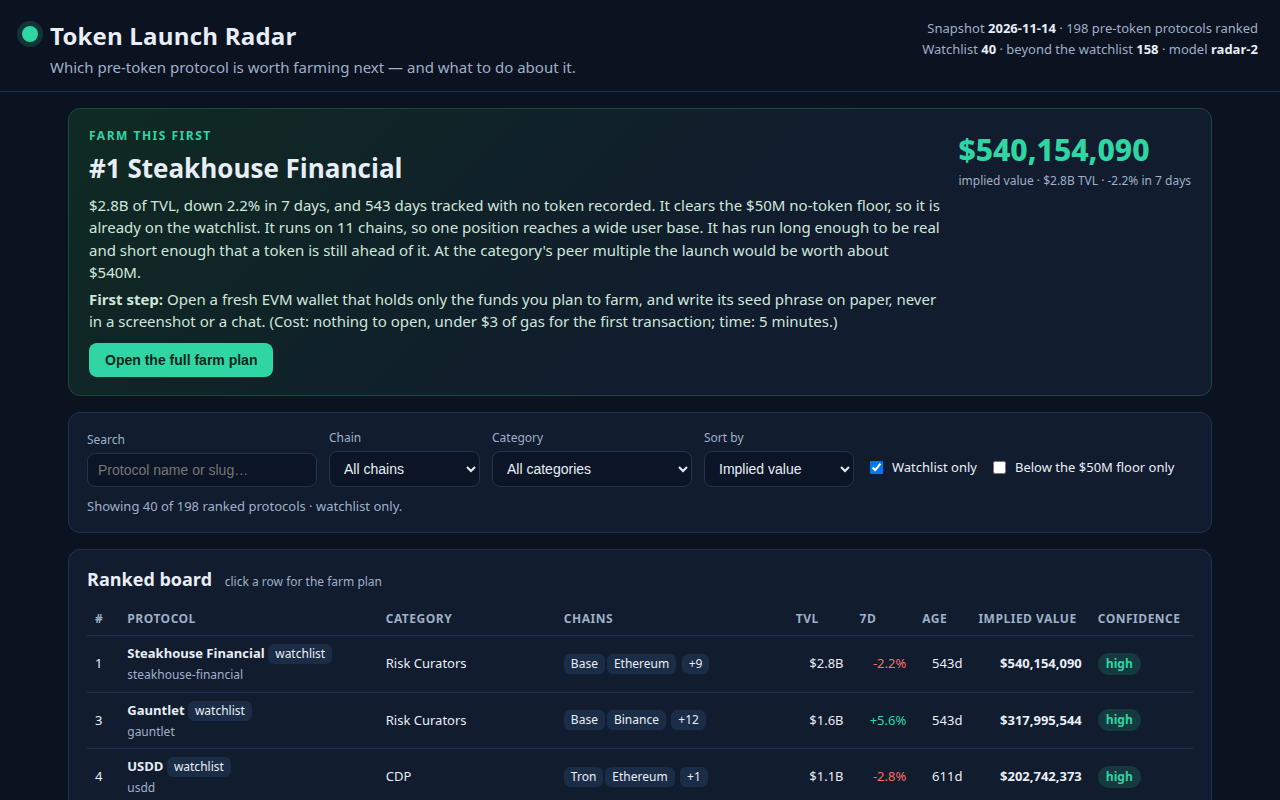 Token Launch Radar
Which pre-token protocol is worth farming next — and what to do about it.
Snapshot 2026-11-14 · 198 pre-token protocols ranked
Watchlist 40 · beyond the watchlist 158 · model radar-2
FARM THIS FIRST
#1 Steakhouse Financial
$2.8B of TVL, down 2.2% in 7 days, and 543 days tracked with no token recorded. It clears the $50M no-token floor, so it is
already on the watchlist. It runs on 11 chains, so one position reaches a wide user base. It has run long enough to be real
and short enough that a token is still ahead of it. At the category's peer multiple the launch would be worth about
$540M.
First step: Open a fresh EVM wallet that holds only the funds you plan to farm, and write its seed phrase on paper, never
in a screenshot or a chat. (Cost: nothing to open, under $3 of gas for the first transaction; time: 5 minutes.)
Open the full farm plan
$540,154,090
implied value · $2.8B TVL · -2.2% in 7 days
Search Chain Category Sort by
Protocol name or slug… All chains All categories Implied value Watchlist only Below the $50M floor only
Showing 40 of 198 ranked protocols · watchlist only.
Ranked board click a row for the farm plan
# PROTOCOL CATEGORY CHAINS TVL 7D AGE IMPLIED VALUE CONFIDENCE
1 Steakhouse Financial watchlist Risk Curators Base Ethereum +9 $2.8B -2.2% 543d $540,154,090 high
steakhouse-financial
3 Gauntlet watchlist Risk Curators Base Binance +12 $1.6B +5.6% 543d $317,995,544 high
gauntlet
4 USDD watchlist CDP Tron Ethereum +1 $1.1B -2.8% 611d $202,742,373 high
usdd